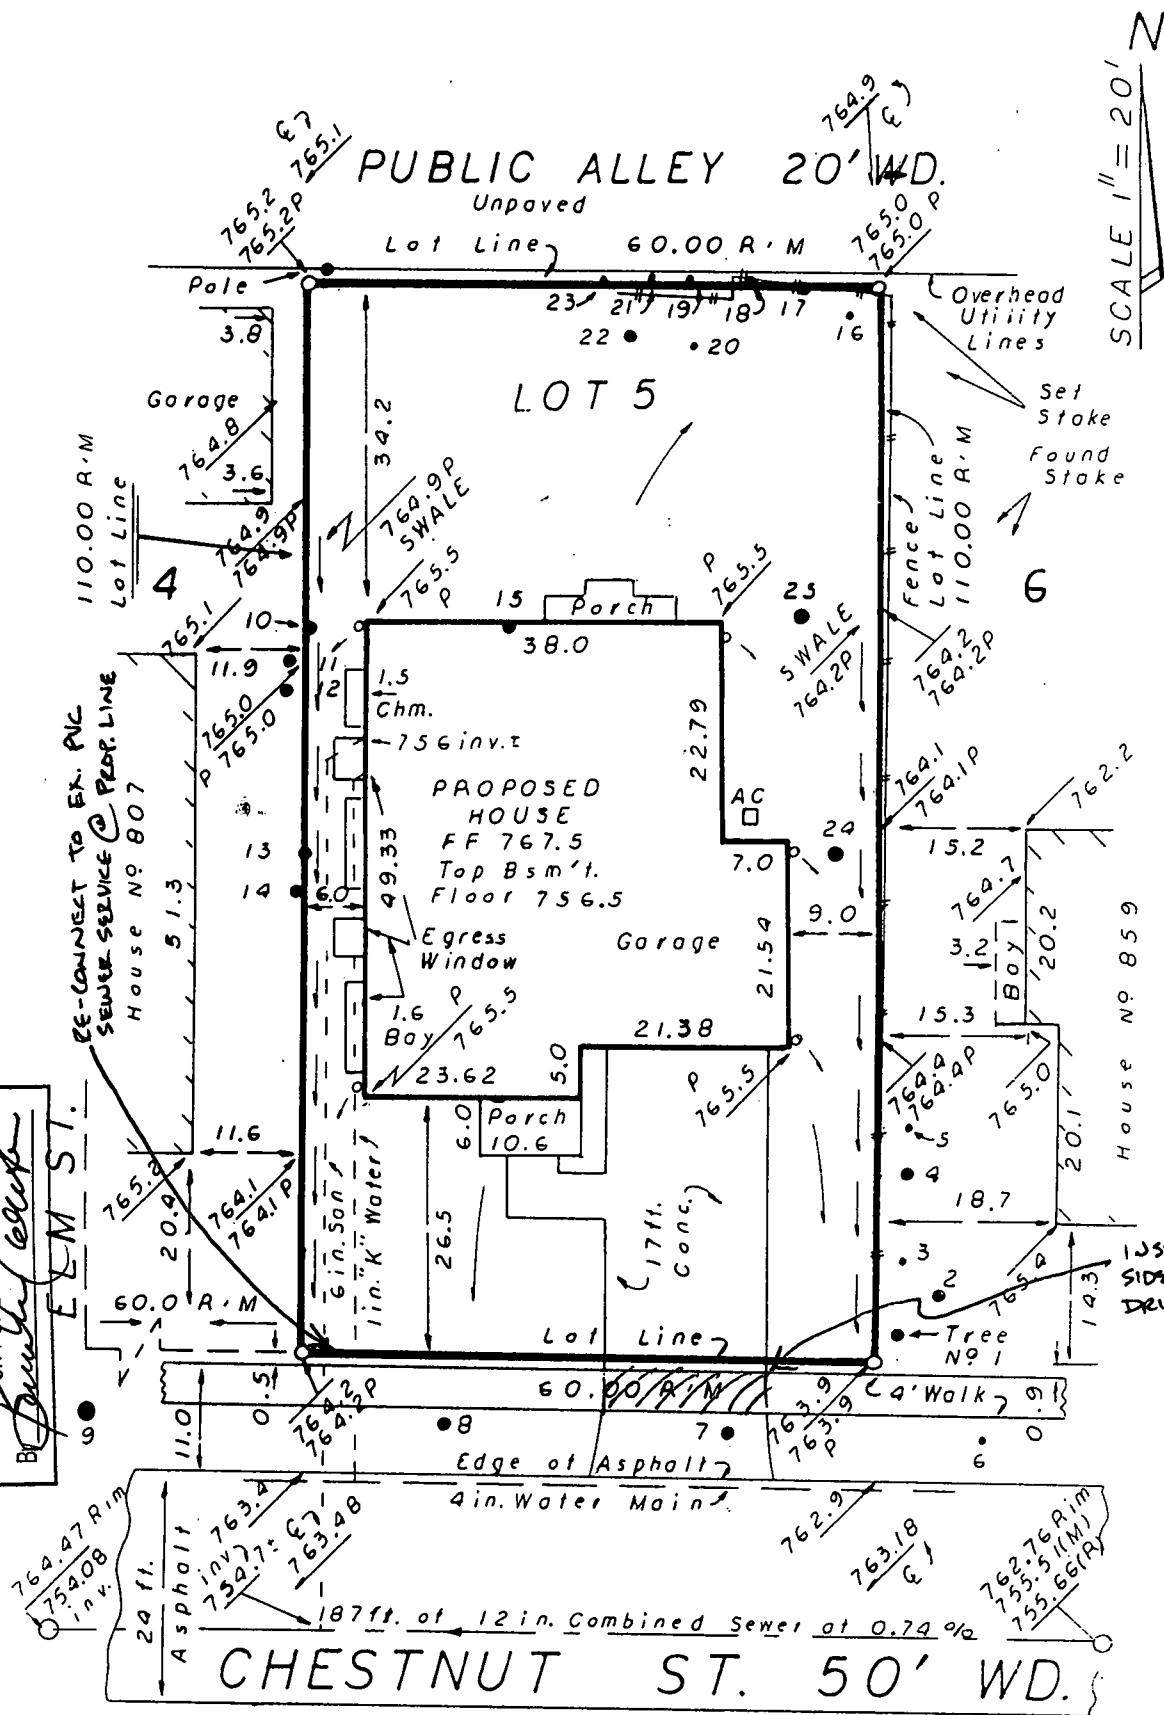 N
SCALE 1" = 20'
764.9
765.1
PUBLIC ALLEY 20' WD.
Unpaved
765.2
765.2P
765.0
765.0 P
Lot Line
60.00 R·M
Pole
23
21
19
18
17
16
22
20
Overhead
Utility
Lines
3.8
Garage
764.8
3.6
LOT 5
34.2
Set
Stake
Found
Stake
110.00 R·M
Lot Line
4
764.9
764.9P
764.9P
SWALE
Fence
Lot Line
110.00 R·M
6
765.1
765.5
P
P
765.5
10
15
Porch
25
38.0
SWALE
764.2P
764.2
764.2P
11.9
11
12
1.5
Chm.
765.0
P 765.0
756 inv.±
22.79
764.1
764.1P
762.2
RE-CONNECT TO EX. PVC
SEWER SERVICE @ PROP. LINE
House Nº 807
51.3
PROPOSED
HOUSE
FF 767.5
Top Bsm't.
Floor 756.5
AC
24
15.2
7.0
13
14
6.0
49.33
764.7
9.0
Egress
Window
Garage
21.54
3.2
Bay
20.2
House Nº 859
1.6
Bay
P
765.5
21.38
15.3
23.62
5.0
P
765.5
764.4
764.4P
765.0
6.0
Porch
10.6
5
4
20.1
ELM ST.
11.6
765.2
764.1
764.1P
20.4
6 in. San
1 in. "K" Water
26.5
17 ft.
Conc.
18.7
3
2
765.4
14.3
60.0 R·M
Lot Line
Tree
Nº 1
60.00 R·M
4' Walk
0.9
0.5
11.0
764.2
764.2P
763.9
763.9
P
9
8
7
6
Edge of Asphalt
4 in. Water Main
763.4
763.48
762.9
763.18
764.47 Rim
754.08
inv.
24 ft.
Asphalt
inv
754.7±
762.76 Rim
755.51(M)
755.66(R)
187 ft. of 12 in. Combined Sewer at 0.74 %
CHESTNUT ST. 50' WD.